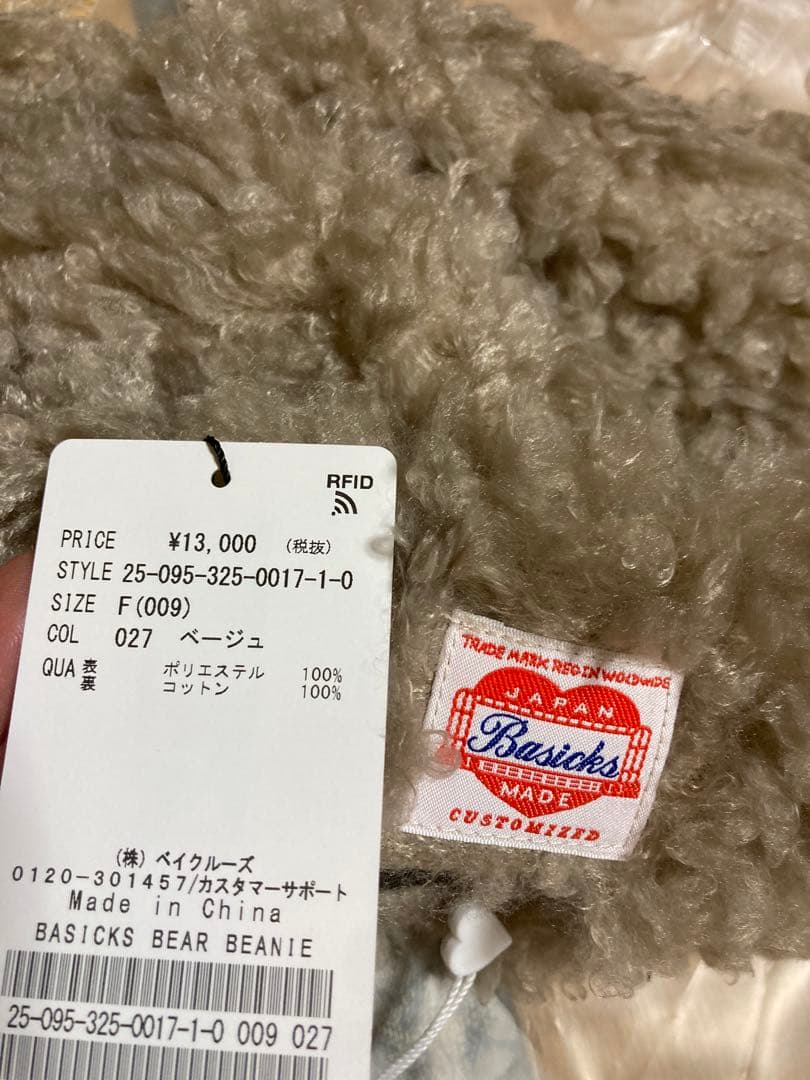 RFID
PRICE ¥13,000 (税抜)
STYLE 25-095-325-0017-1-0
SIZE F(009)
COL 027 ベージュ
QUA 表 ポリエステル 100%
裏 コットン 100%
(株)ベイクルーズ
0120-301457/カスタマーサポート
Made in China
BASICKS BEAR BEANIE
25-095-325-0017-1-0 009 027
TRADE MARK REG IN WORLDWIDE
JAPAN
Basicks
MADE
CUSTOMIZED